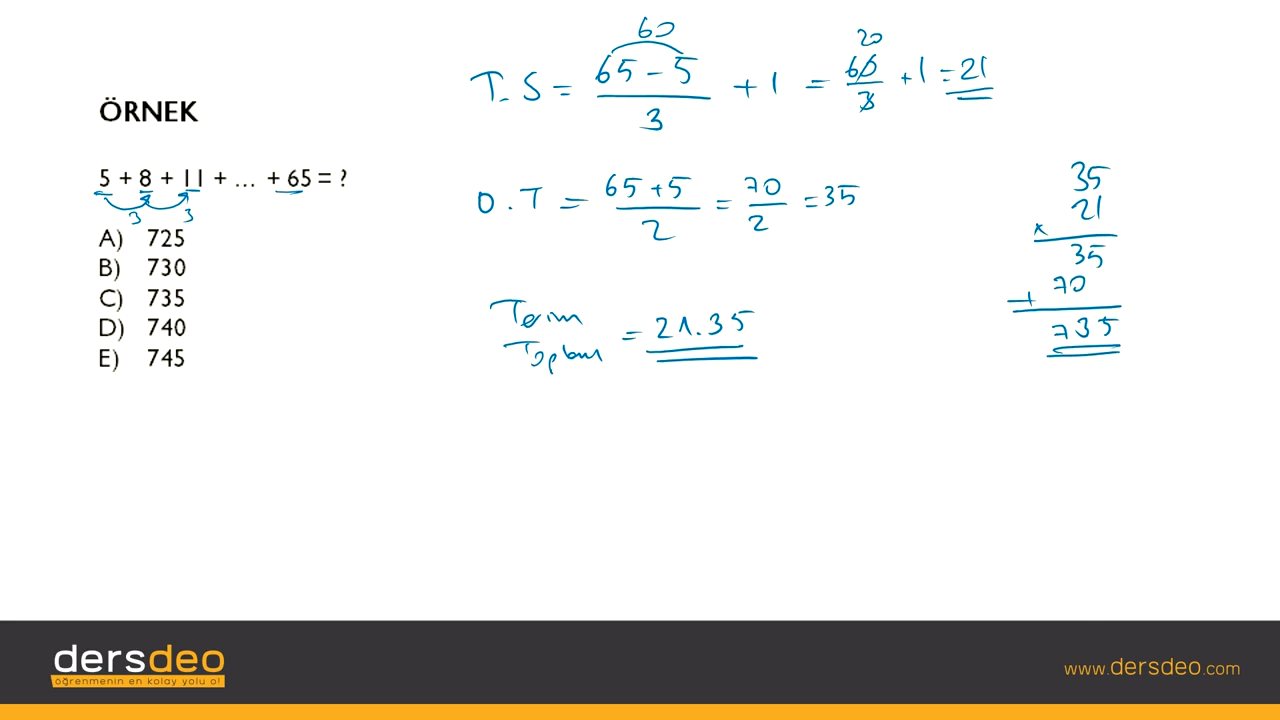 ÖRNEK
5 + 8 + 11 + ... + 65 = ?
3 3
A) 725
B) 730
C) 735
D) 740
E) 745
60 20
T.S = 65 - 5 / 3 + 1 = 60 / 3 + 1 = 21
O.T = 65 + 5 / 2 = 70 / 2 = 35
Terim
Toplam = 21.35
35
21
x
35
70
+
735
dersdeo
öğrenmenin en kolay yolu o!
www.dersdeo.com